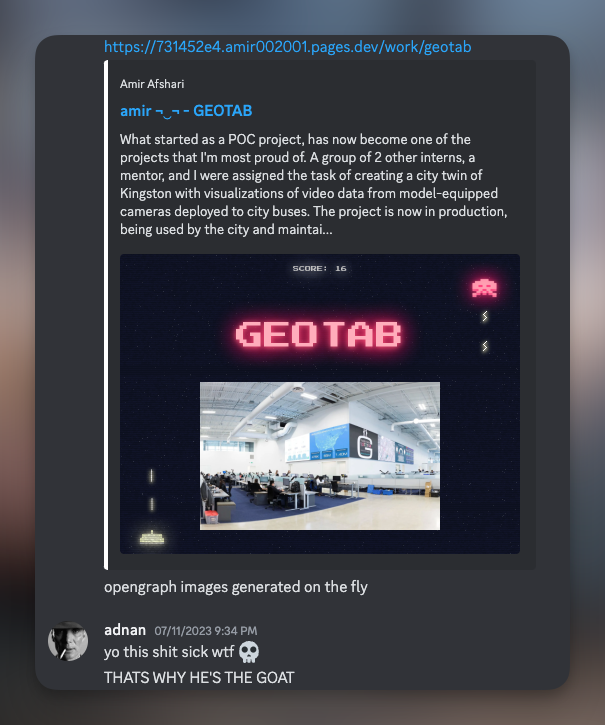 https://731452e4.amir002001.pages.dev/work/geotab
Amir Afshari
amir ¬‿¬ - GEOTAB
What started as a POC project, has now become one of the
projects that I'm most proud of. A group of 2 other interns, a
mentor, and I were assigned the task of creating a city twin of
Kingston with visualizations of video data from model-equipped
cameras deployed to city buses. The project is now in production,
being used by the city and maintai...
SCORE: 16
GEOTAB
G
opengraph images generated on the fly
adnan 07/11/2023 9:34 PM
yo this shit sick wtf 💀
THATS WHY HE'S THE GOAT